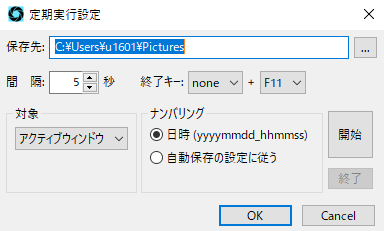 定期実行設定
保存先: C:¥Users¥u1601¥Pictures ...
間 隔: 5 秒 終了キー: none + F11
対象
アクティブウィンドウ
ナンバリング
日時 (yyyymmdd_hhmmss)
自動保存の設定に従う
開始
終了
OK Cancel